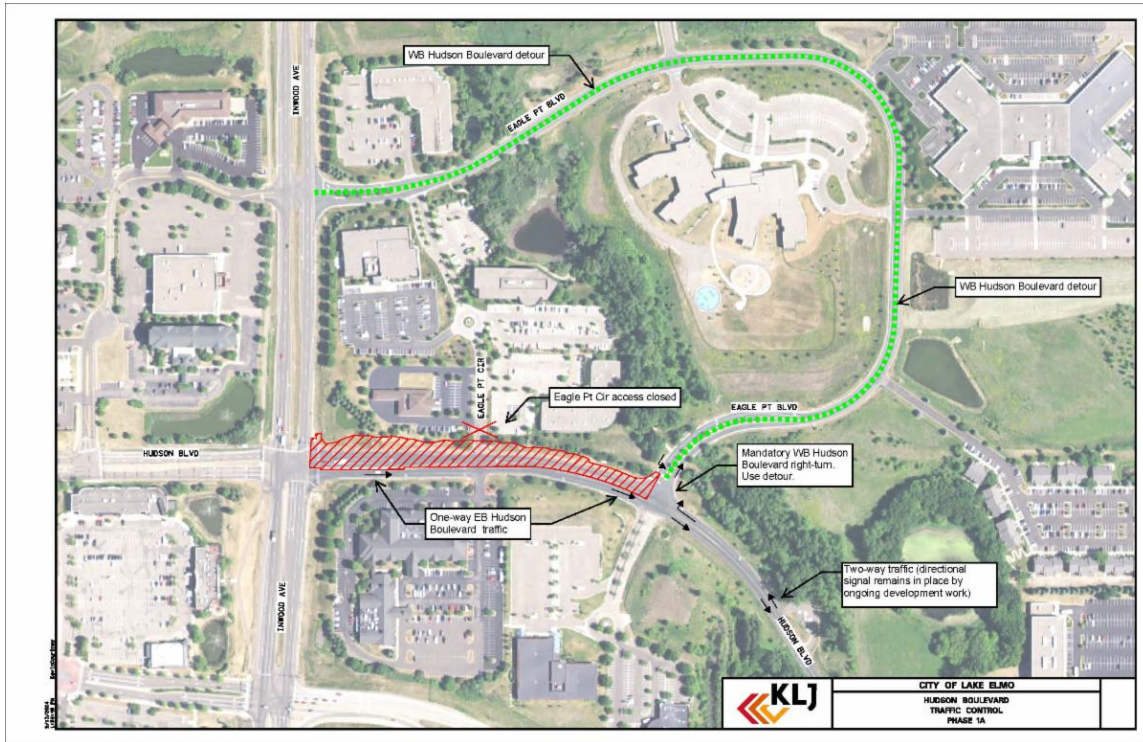 WB Hudson Boulevard detour
INWOOD AVE
EAGLE PT BLVD
WB Hudson Boulevard detour
EAGLE PT CIR
Eagle Pt Cir access closed
EAGLE PT BLVD
HUDSON BLVD
Mandatory WB Hudson
Boulevard right-turn.
Use detour.
One-way EB Hudson
Boulevard traffic
Two-way traffic (directional
signal remains in place by
ongoing development work)
INWOOD AVE
HUDSON BLVD
KLJ
CITY OF LAKE ELMO
HUDSON BOULEVARD
TRAFFIC CONTROL
PHASE 1A